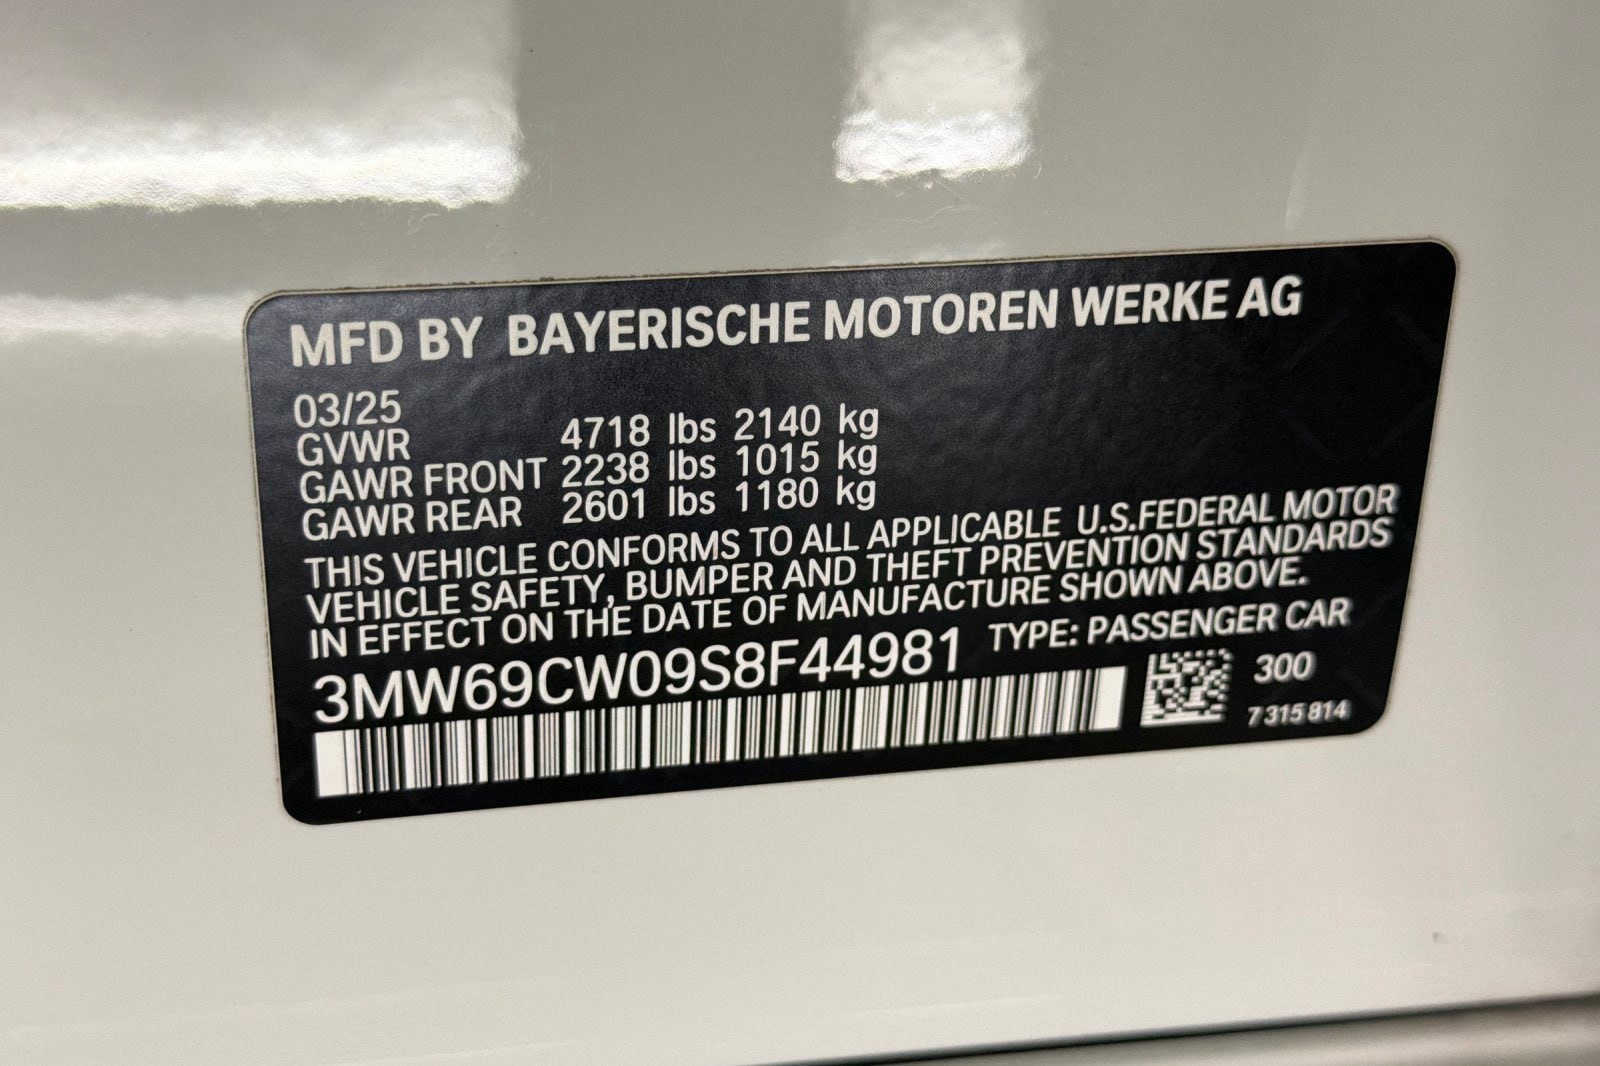 MFD BY BAYERISCHE MOTOREN WERKE AG
03/25
GVWR 4718 lbs 2140 kg
GAWR FRONT 2238 lbs 1015 kg
GAWR REAR 2601 lbs 1180 kg
THIS VEHICLE CONFORMS TO ALL APPLICABLE U.S.FEDERAL MOTOR
VEHICLE SAFETY, BUMPER AND THEFT PREVENTION STANDARDS
IN EFFECT ON THE DATE OF MANUFACTURE SHOWN ABOVE.
3MW69CW09S8F44981 TYPE: PASSENGER CAR
300
7 315 814